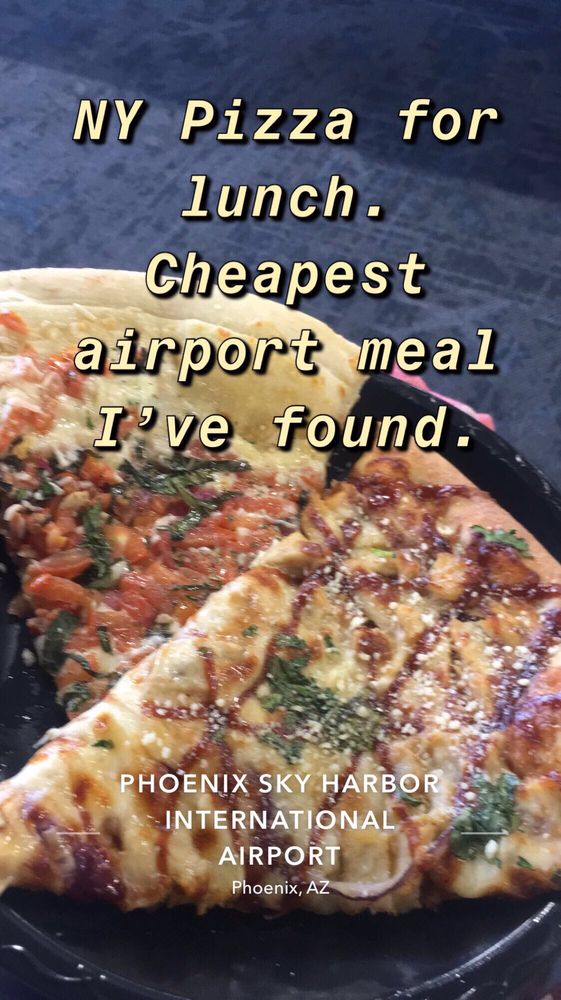 NY Pizza for
lunch.
Cheapest
airport meal
I've found.
PHOENIX SKY HARBOR
INTERNATIONAL
AIRPORT
Phoenix, AZ